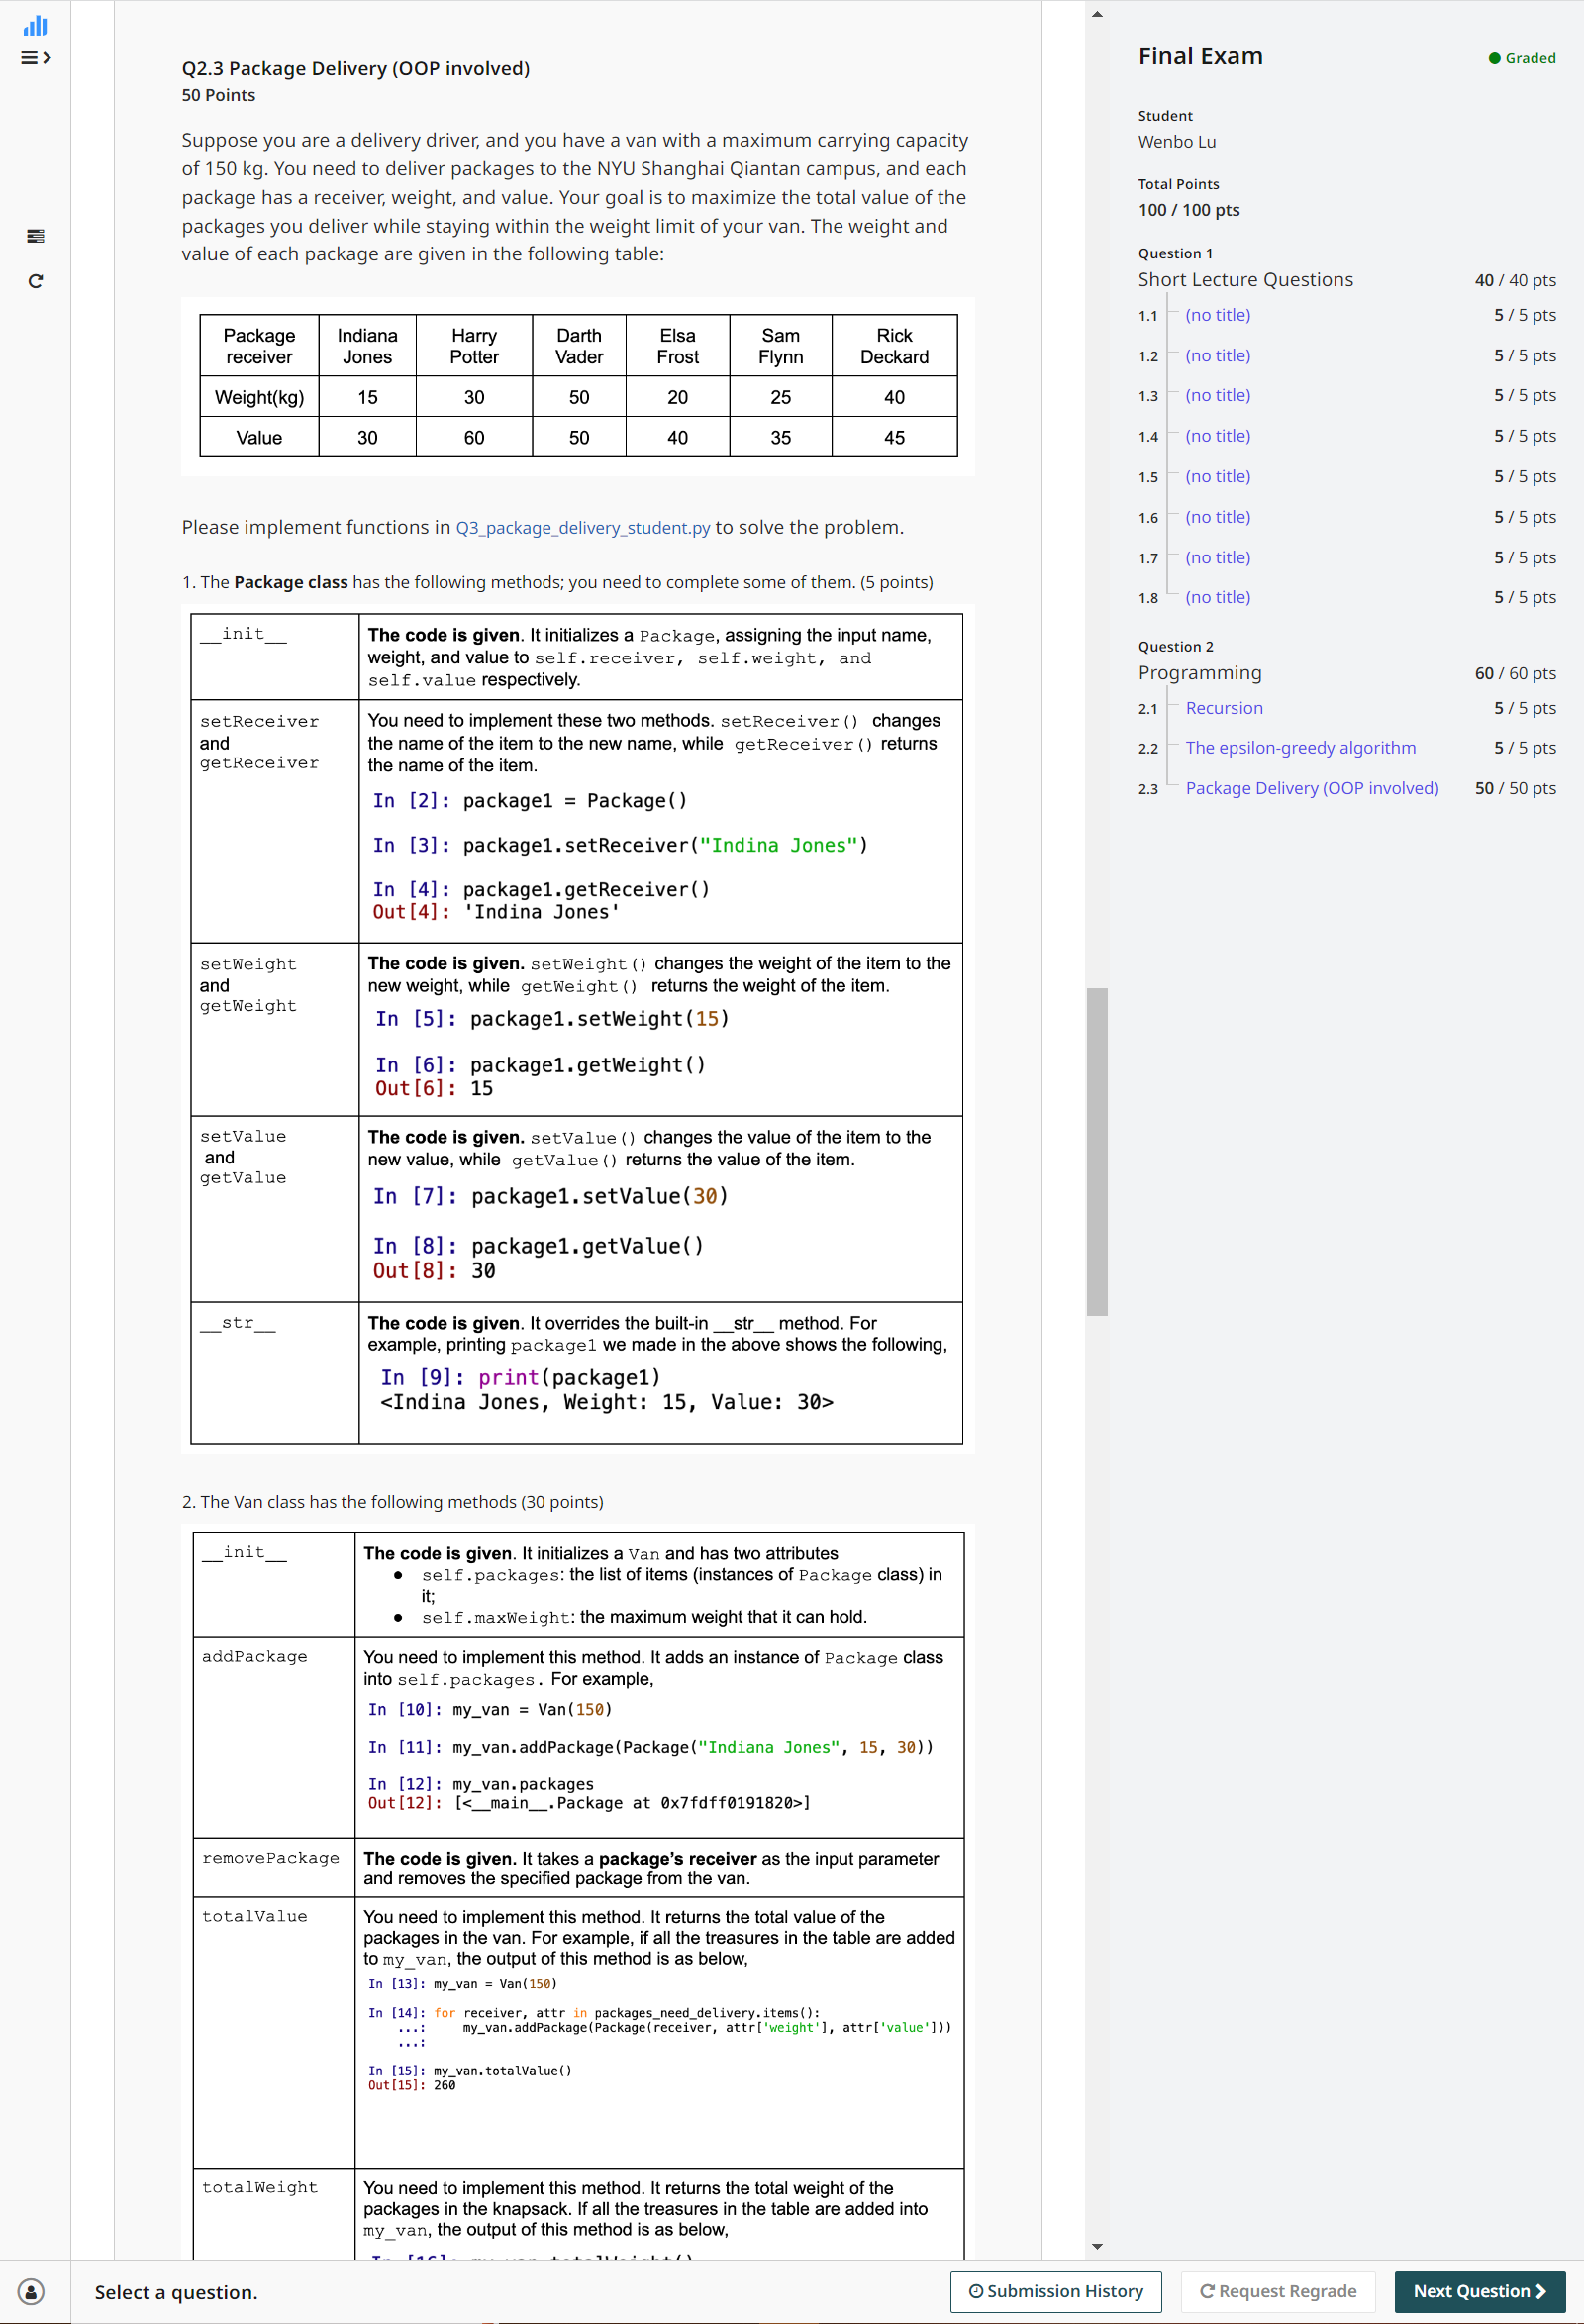 Q2.3 Package Delivery (OOP involved)
50 Points
Suppose you are a delivery driver, and you have a van with a maximum carrying capacity
of 150 kg. You need to deliver packages to the NYU Shanghai Qiantan campus, and each
package has a receiver, weight, and value. Your goal is to maximize the total value of the
packages you deliver while staying within the weight limit of your van. The weight and
value of each package are given in the following table:
Package receiver Indiana Jones Harry Potter Darth Vader Elsa Frost Sam Flynn Rick Deckard
Weight(kg) 15 30 50 20 25 40
Value 30 60 50 40 35 45
Please implement functions in Q3_package_delivery_student.py to solve the problem.
1. The Package class has the following methods; you need to complete some of them. (5 points)
__init__
The code is given. It initializes a Package, assigning the input name,
weight, and value to self.receiver, self.weight, and
self.value respectively.
setReceiver
and
getReceiver
You need to implement these two methods. setReceiver() changes
the name of the item to the new name, while getReceiver() returns
the name of the item.
In [2]: package1 = Package()
In [3]: package1.setReceiver("Indina Jones")
In [4]: package1.getReceiver()
Out[4]: 'Indina Jones'
setWeight
and
getWeight
The code is given. setWeight() changes the weight of the item to the
new weight, while getWeight() returns the weight of the item.
In [5]: package1.setWeight(15)
In [6]: package1.getWeight()
Out[6]: 15
setValue
and
getValue
The code is given. setValue() changes the value of the item to the
new value, while getValue() returns the value of the item.
In [7]: package1.setValue(30)
In [8]: package1.getValue()
Out[8]: 30
__str__
The code is given. It overrides the built-in __str__ method. For
example, printing package1 we made in the above shows the following,
In [9]: print(package1)
<Indina Jones, Weight: 15, Value: 30>
2. The Van class has the following methods (30 points)
__init__
The code is given. It initializes a Van and has two attributes
● self.packages: the list of items (instances of Package class) in
it;
● self.maxWeight: the maximum weight that it can hold.
addPackage
You need to implement this method. It adds an instance of Package class
into self.packages. For example,
In [10]: my_van = Van(150)
In [11]: my_van.addPackage(Package("Indiana Jones", 15, 30))
In [12]: my_van.packages
Out[12]: [<__main__.Package at 0x7fdff0191820>]
removePackage
The code is given. It takes a package's receiver as the input parameter
and removes the specified package from the van.
totalValue
You need to implement this method. It returns the total value of the
packages in the van. For example, if all the treasures in the table are added
to my_van, the output of this method is as below,
In [13]: my_van = Van(150)
In [14]: for receiver, attr in packages_need_delivery.items():
...: my_van.addPackage(Package(receiver, attr['weight'], attr['value']))
...:
In [15]: my_van.totalValue()
Out[15]: 260
totalWeight
You need to implement this method. It returns the total weight of the
packages in the knapsack. If all the treasures in the table are added into
my_van, the output of this method is as below,
In [16]: my_van.totalWeight()
Final Exam
Graded
Student
Wenbo Lu
Total Points
100 / 100 pts
Question 1
Short Lecture Questions 40 / 40 pts
1.1 (no title) 5 / 5 pts
1.2 (no title) 5 / 5 pts
1.3 (no title) 5 / 5 pts
1.4 (no title) 5 / 5 pts
1.5 (no title) 5 / 5 pts
1.6 (no title) 5 / 5 pts
1.7 (no title) 5 / 5 pts
1.8 (no title) 5 / 5 pts
Question 2
Programming 60 / 60 pts
2.1 Recursion 5 / 5 pts
2.2 The epsilon-greedy algorithm 5 / 5 pts
2.3 Package Delivery (OOP involved) 50 / 50 pts
Select a question.
Submission History
Request Regrade
Next Question